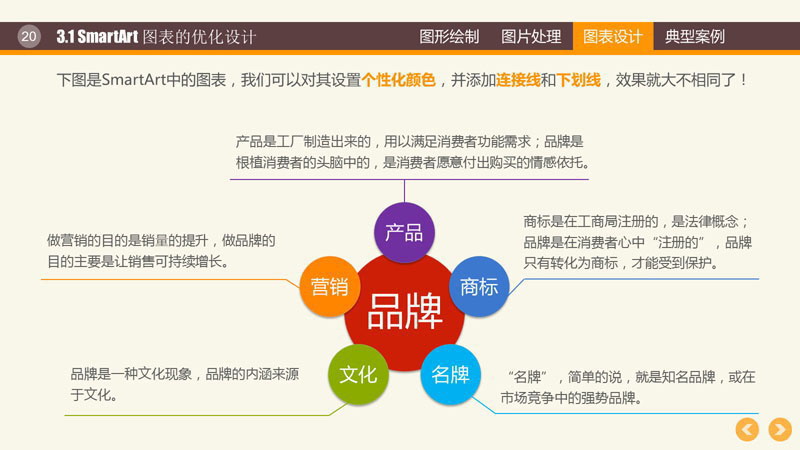 20
3.1 SmartArt 图表的优化设计
图形绘制
图片处理
图表设计
典型案例
下图是SmartArt中的图表，我们可以对其设置个性化颜色，并添加连接线和下划线，效果就大不相同了！
产品是工厂制造出来的，用以满足消费者功能需求；品牌是
根植消费者的头脑中的，是消费者愿意付出购买的情感依托。
产品
商标是在工商局注册的，是法律概念；
品牌是在消费者心中“注册的”，品牌
只有转化为商标，才能受到保护。
做营销的目的是销量的提升，做品牌的
目的主要是让销售可持续增长。
营销
商标
品牌
文化
名牌
品牌是一种文化现象，品牌的内涵来源
于文化。
“名牌”，简单的说，就是知名品牌，或在
市场竞争中的强势品牌。